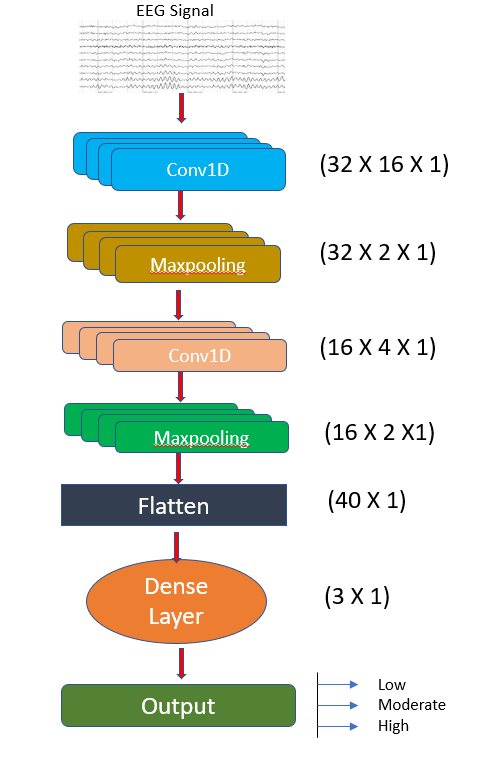 EEG Signal
Conv1D
(32 X 16 X 1)
Maxpooling
(32 X 2 X 1)
Conv1D
(16 X 4 X 1)
Maxpooling
(16 X 2 X1)
Flatten
(40 X 1)
Dense
Layer
(3 X 1)
Output
Low
Moderate
High